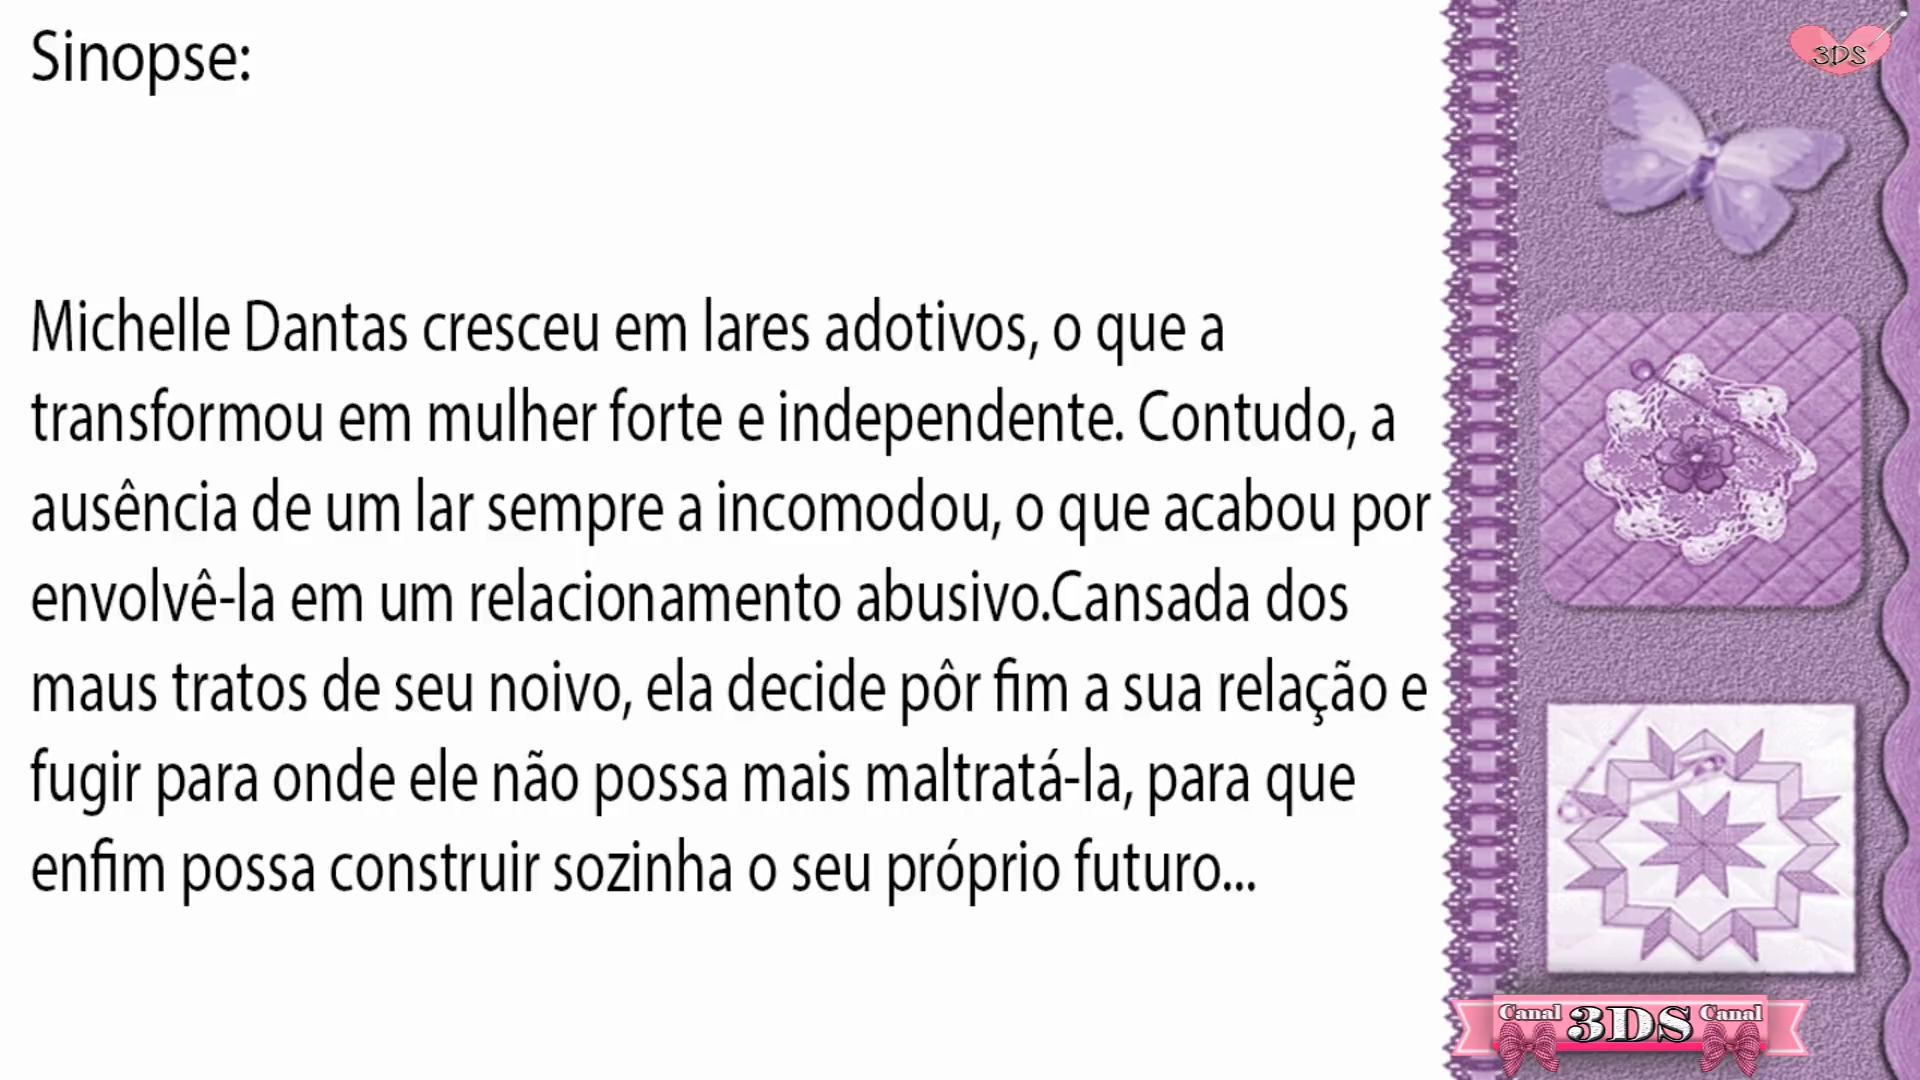 Sinopse:
Michelle Dantas cresceu em lares adotivos, o que a
transformou em mulher forte e independente. Contudo, a
ausência de um lar sempre a incomodou, o que acabou por
envolvê-la em um relacionamento abusivo.Cansada dos
maus tratos de seu noivo, ela decide pôr fim a sua relação e
fugir para onde ele não possa mais maltratá-la, para que
enfim possa construir sozinha o seu próprio futuro...
3DS
Canal 3DS Canal